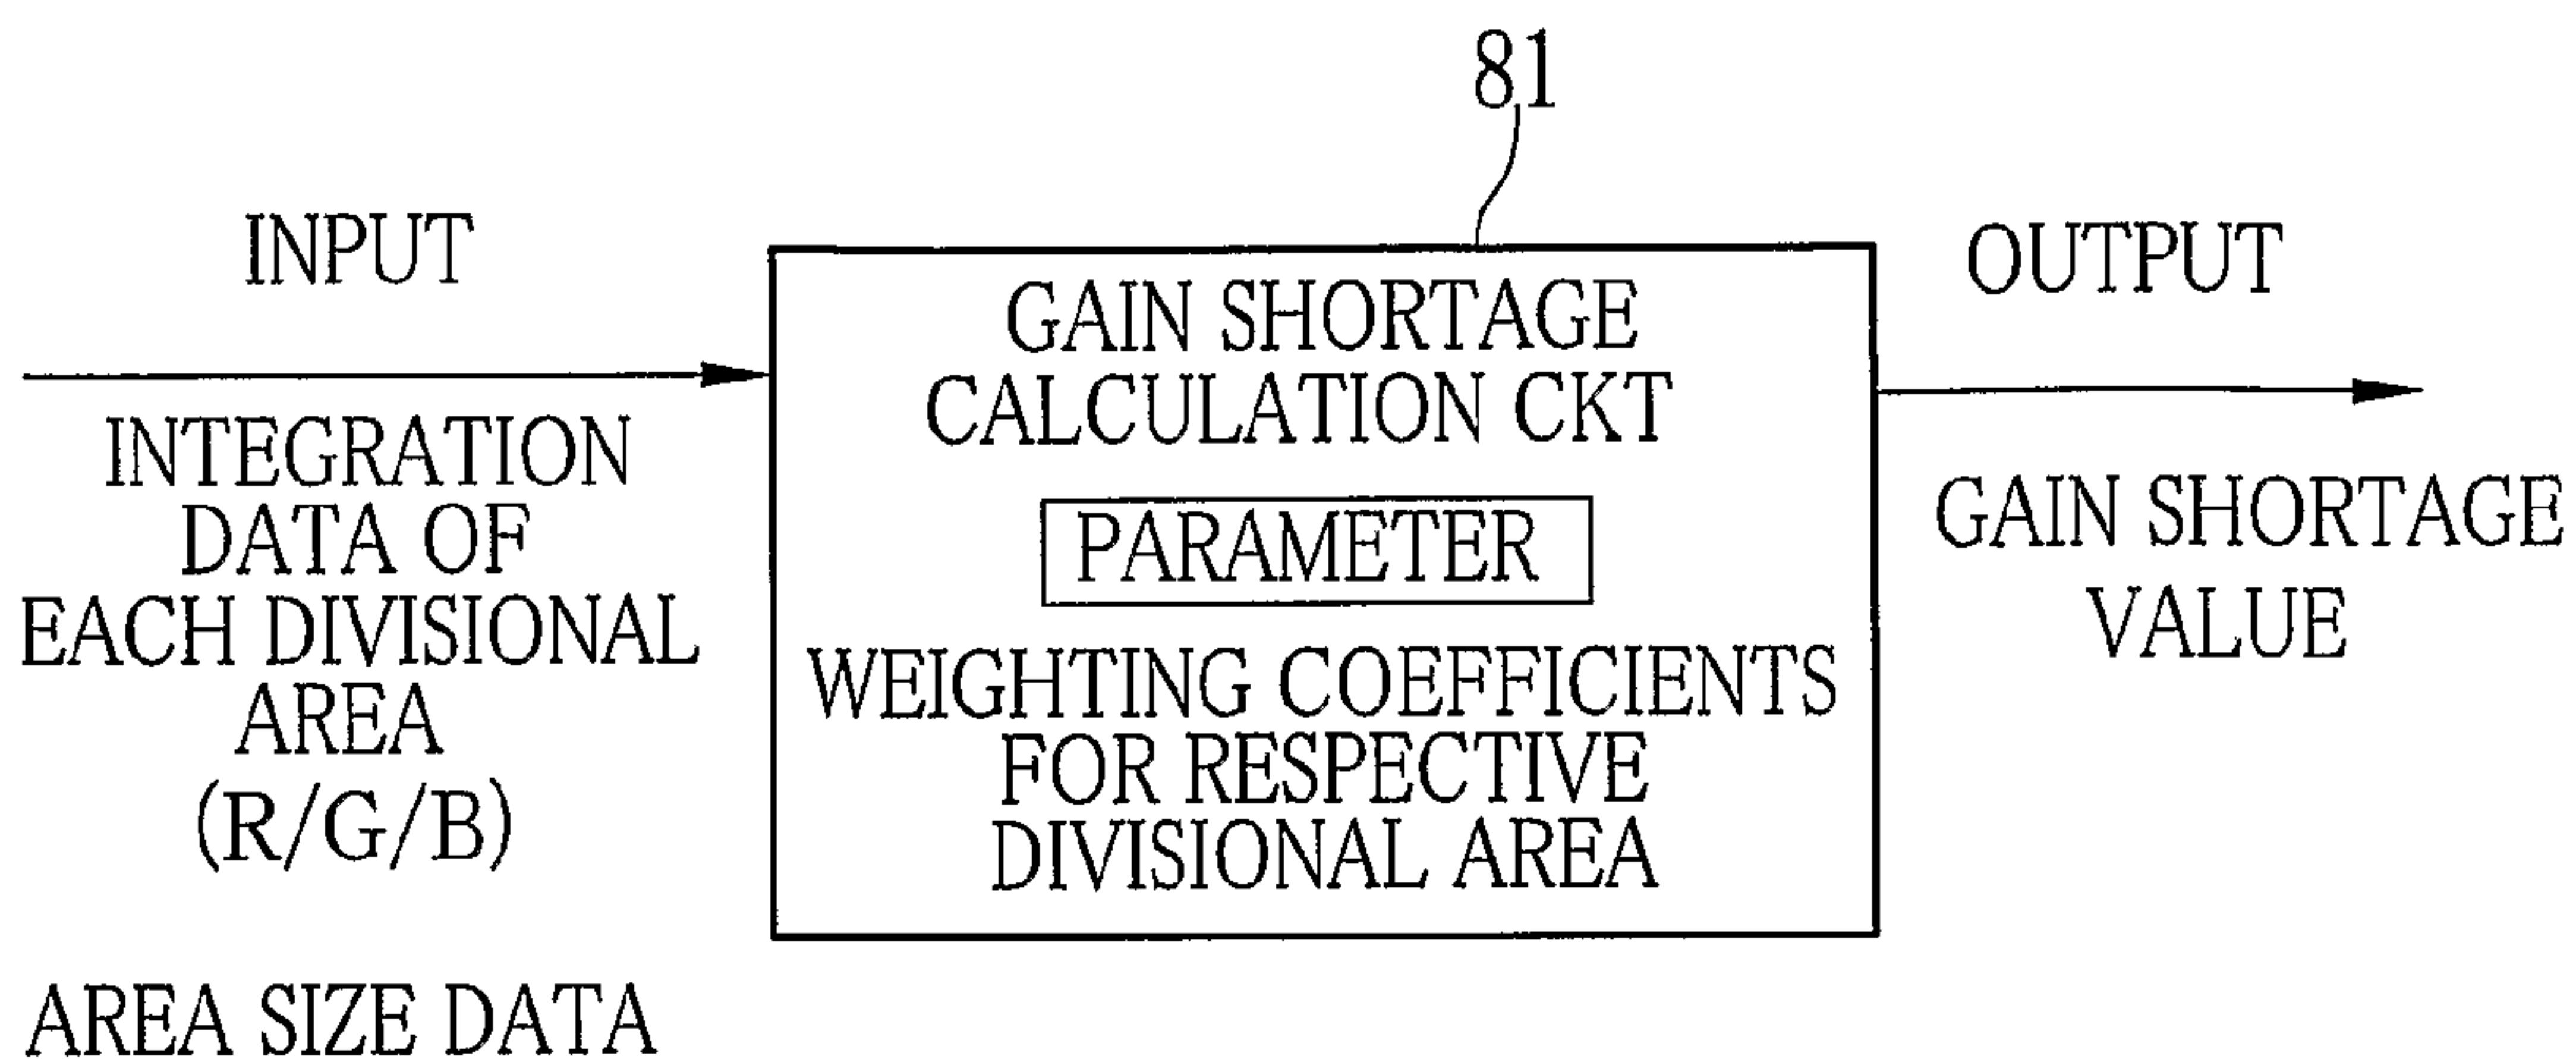 81
INPUT
INTEGRATION
DATA OF
EACH DIVISIONAL
AREA
(R/G/B)
AREA SIZE DATA
GAIN SHORTAGE
CALCULATION CKT
PARAMETER
WEIGHTING COEFFICIENTS
FOR RESPECTIVE
DIVISIONAL AREA
OUTPUT
GAIN SHORTAGE
VALUE